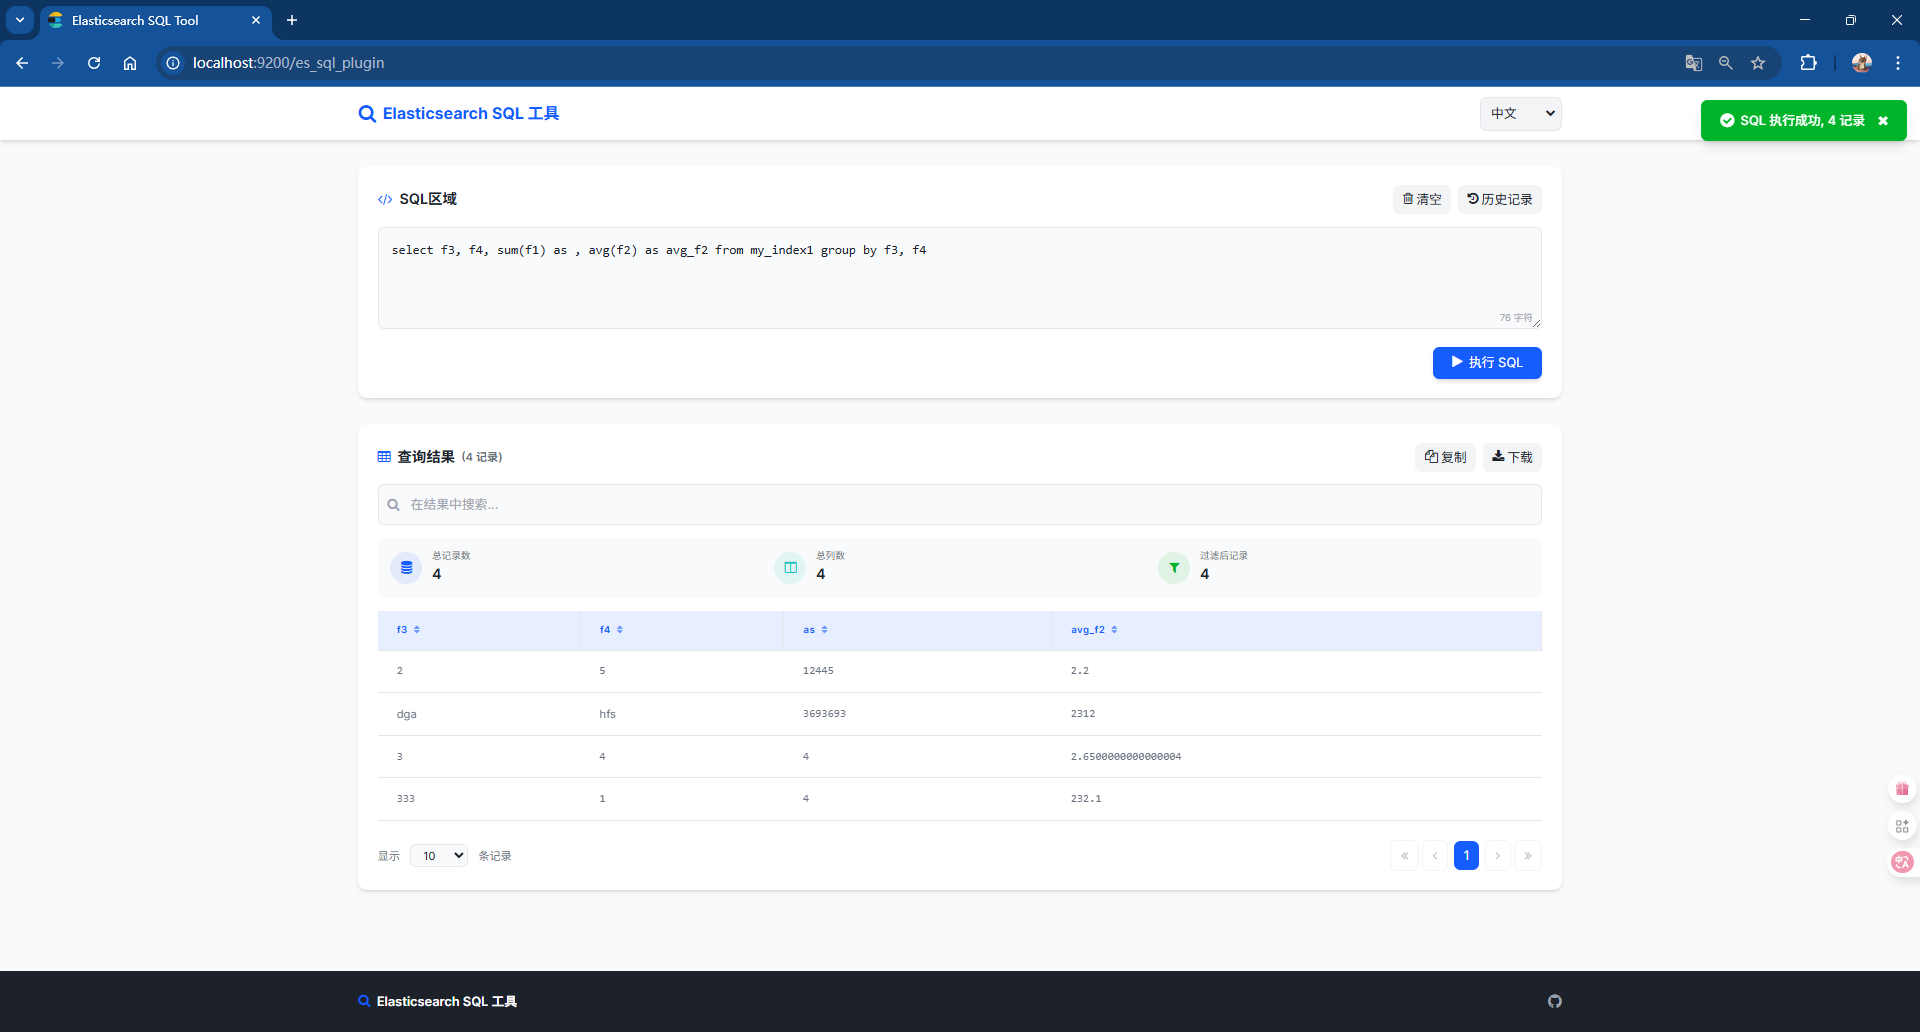 Elasticsearch SQL Tool
localhost:9200/es_sql_plugin
Elasticsearch SQL 工具
中文
SQL 执行成功, 4 记录
SQL区域
清空
历史记录
select f3, f4, sum(f1) as , avg(f2) as avg_f2 from my_index1 group by f3, f4
76 字符
执行 SQL
查询结果 (4 记录)
复制
下载
在结果中搜索...
总记录数
4
总列数
4
过滤后记录
4
f3 f4 as avg_f2
2 5 12445 2.2
dga hfs 3693693 2312
3 4 4 2.6500000000000004
333 1 4 232.1
显示 10 条记录
« ‹ 1 › »
Elasticsearch SQL 工具